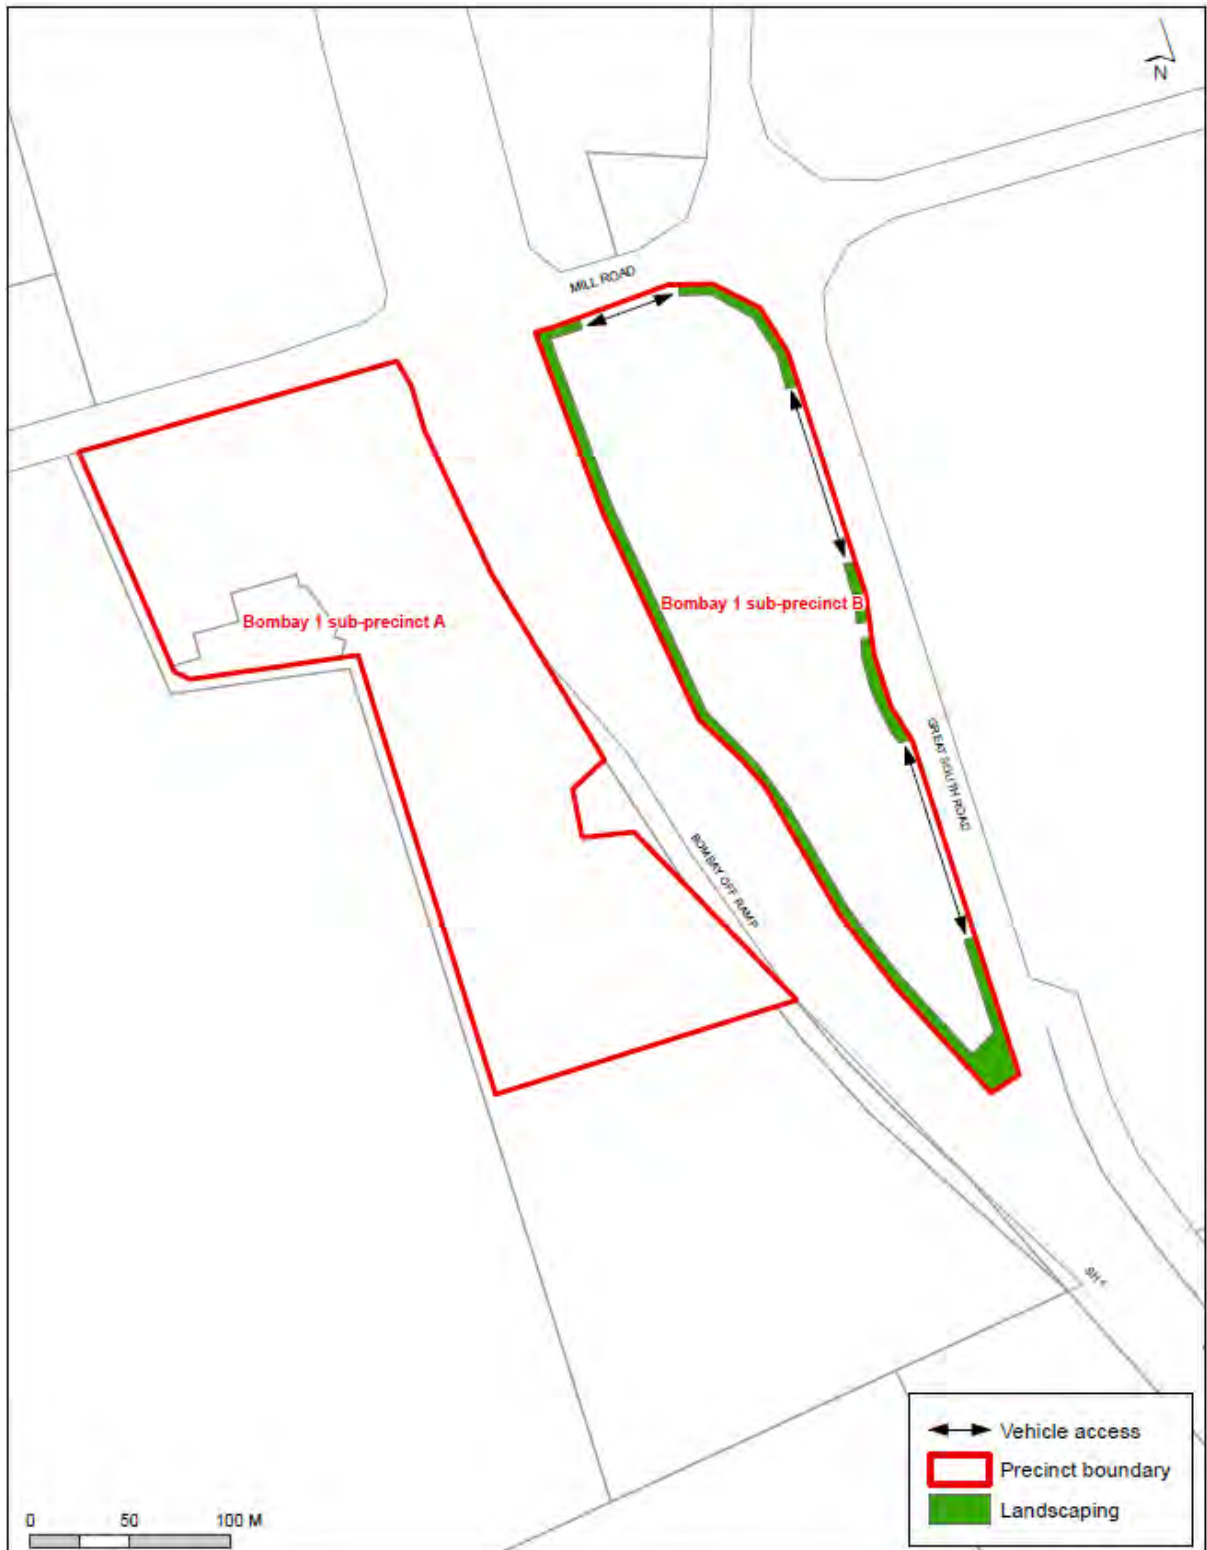 N
MILL ROAD
Bombay 1 sub-precinct B
Bombay 1 sub-precinct A
GREAT SOUTH ROAD
BOMBAY OFF RAMP
SH
Vehicle access
Precinct boundary
Landscaping
0 50 100 M